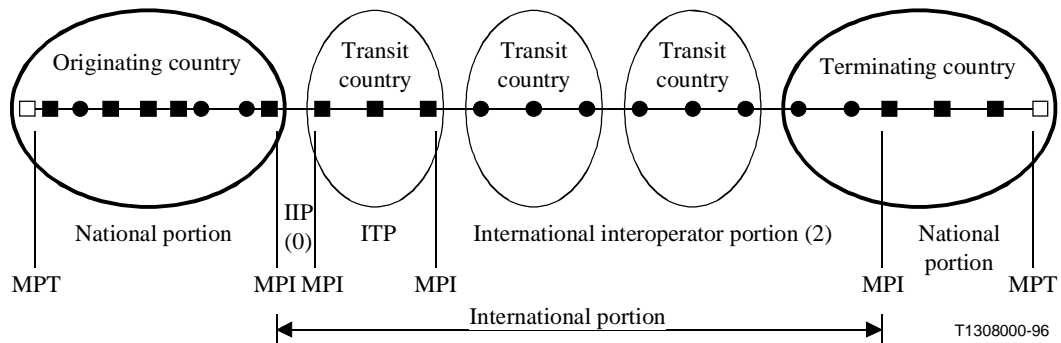 Originating country
Transit
country
Transit
country
Transit
country
Terminating country
National portion
IIP
(0)
ITP
International interoperator portion (2)
National
portion
MPT
MPI
MPI
MPI
MPI
MPT
International portion
T1308000-96